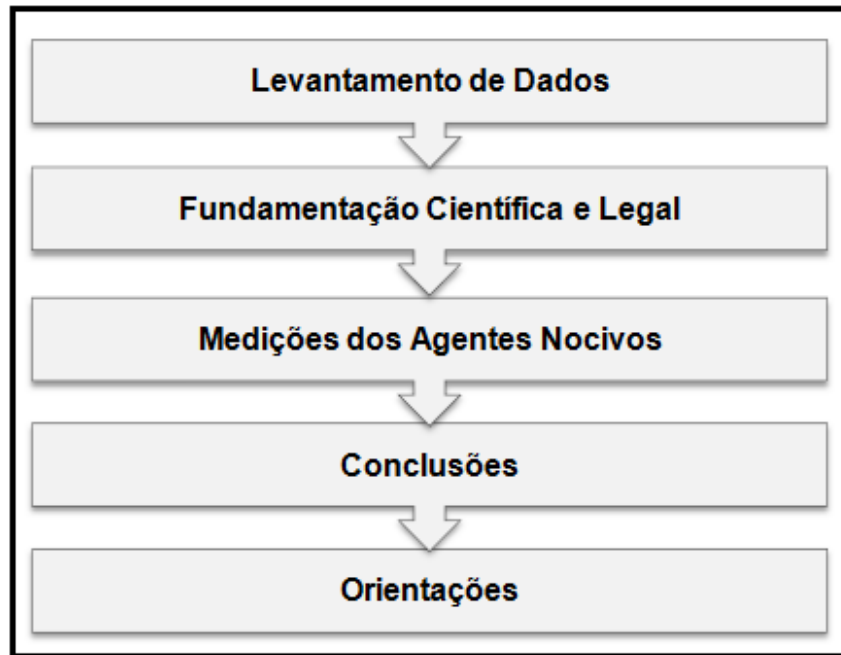 Levantamento de Dados
Fundamentação Científica e Legal
Medições dos Agentes Nocivos
Conclusões
Orientações